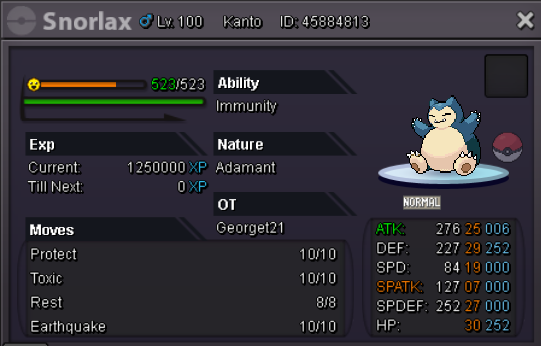 Snorlax ♂ Lv. 100 Kanto ID: 45884813
523/523
Ability
Immunity
Exp
Current: 1250000 XP
Till Next: 0 XP
Nature
Adamant
OT
Georget21
NORMAL
Moves
Protect 10/10
Toxic 10/10
Rest 8/8
Earthquake 10/10
ATK: 276 25 006
DEF: 227 29 252
SPD: 84 19 000
SPATK: 127 07 000
SPDEF: 252 27 000
HP: 30 252